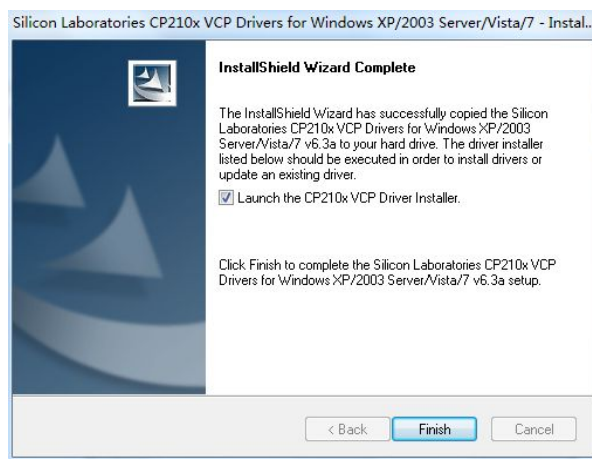 Silicon Laboratories CP210x VCP Drivers for Windows XP/2003 Server/Vista/7 - Instal..
InstallShield Wizard Complete
The InstallShield Wizard has successfully copied the Silicon
Laboratories CP210x VCP Drivers for Windows XP/2003
Server/Vista/7 v6.3a to your hard drive. The driver installer
listed below should be executed in order to install drivers or
update an existing driver.
Launch the CP210x VCP Driver Installer.
Click Finish to complete the Silicon Laboratories CP210x VCP
Drivers for Windows XP/2003 Server/Vista/7 v6.3a setup.
< Back Finish Cancel